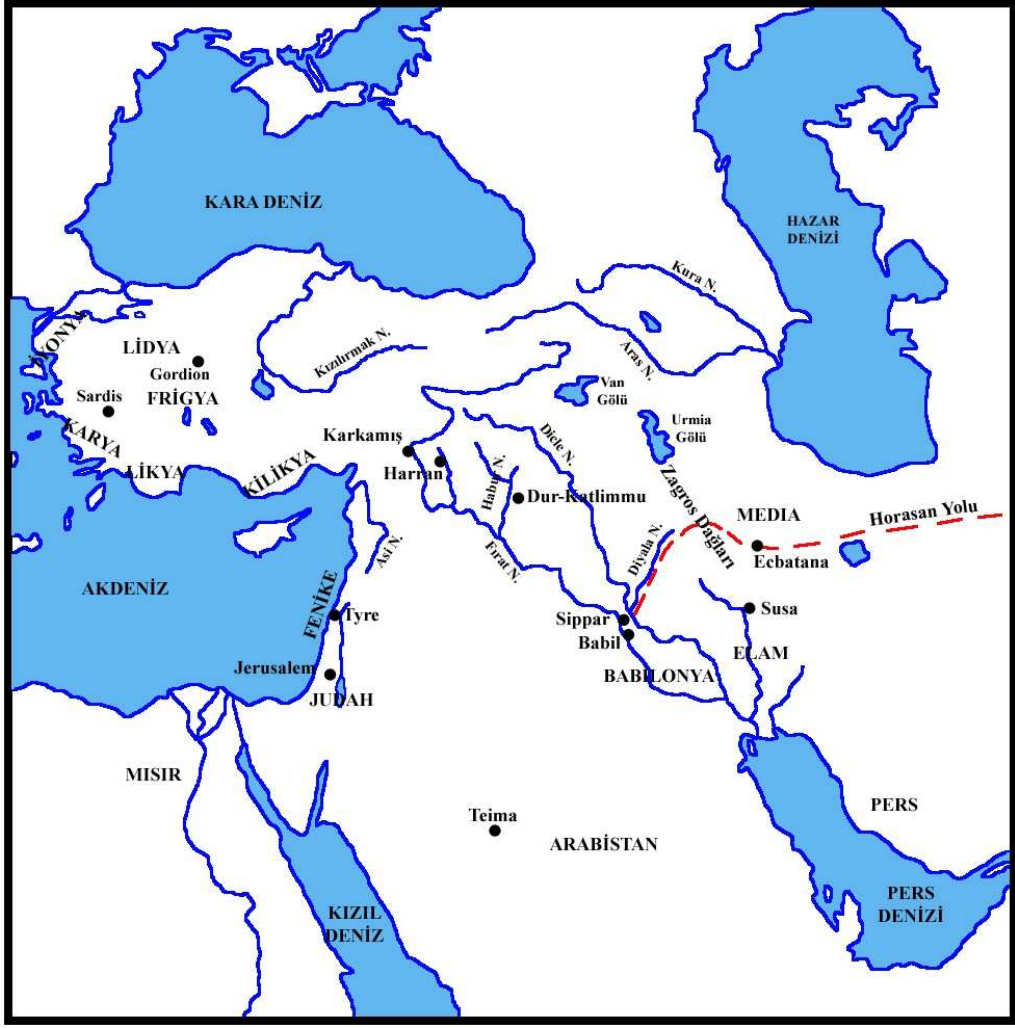 KARA DENİZ
HAZAR
DENİZİ
Kura N.
Aras N.
İYONYA
LİDYA
Gordion
FRİGYA
Kızılırmak N.
Sardis
KARYA
LİKYA
KİLİKYA
Van
Gölü
Urmia
Gölü
Karkamış
Harran
Habur N.
Dicle N.
Dur-Katlimmu
Zagros Dağları
MEDIA
Horasan Yolu
Ecbatana
Asi N.
Fırat N.
Diyala N.
AKDENİZ
FENİKE
Tyre
Sippar
Babil
Susa
ELAM
BABİLONYA
Jerusalem
JUDAH
MISIR
Teima
ARABİSTAN
PERS
KIZIL
DENİZ
PERS
DENİZİ